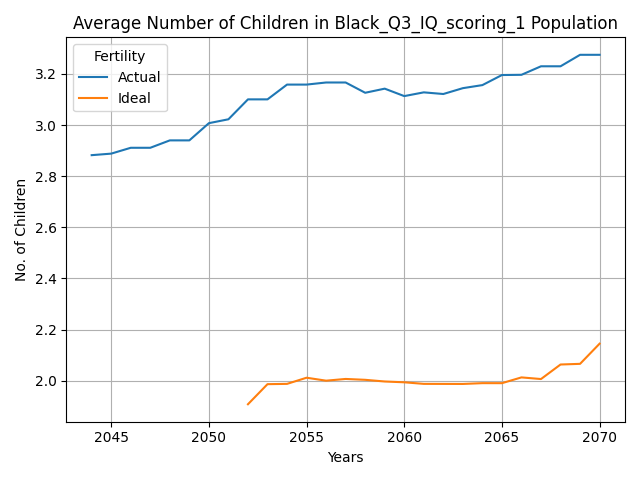 Average Number of Children in Black_Q3_IQ_scoring_1 Population
Fertility
Actual
Ideal
No. of Children
3.2
3.0
2.8
2.6
2.4
2.2
2.0
2045 2050 2055 2060 2065 2070
Years